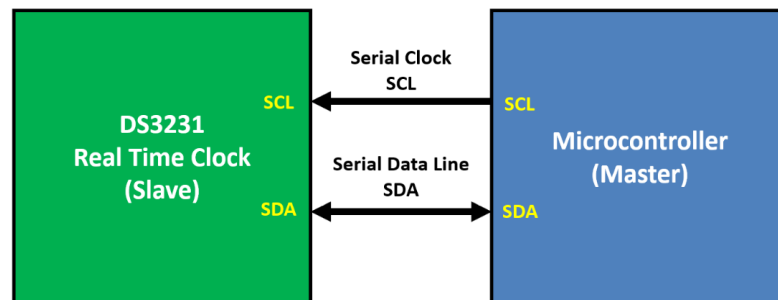 DS3231
Real Time Clock
(Slave)
SCL
SDA
Serial Clock
SCL
Serial Data Line
SDA
SCL
SDA
Microcontroller
(Master)